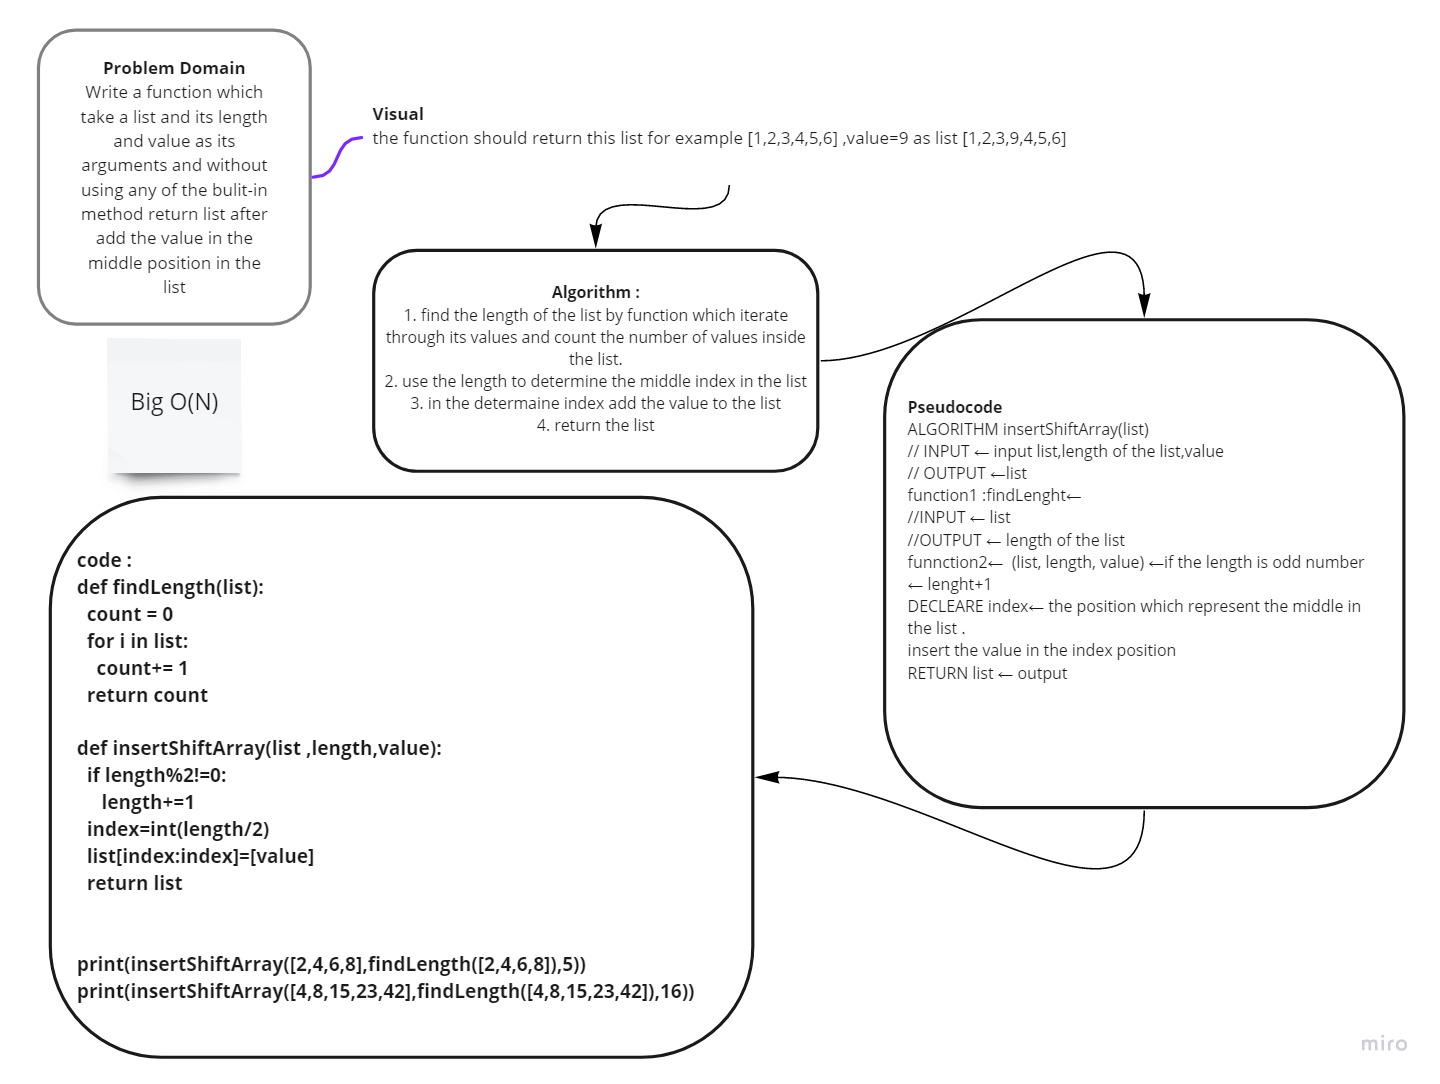 Problem Domain
Write a function which
take a list and its length
and value as its
arguments and without
using any of the bulit-in
method return list after
add the value in the
middle position in the
list
Visual
the function should return this list for example [1,2,3,4,5,6] ,value=9 as list [1,2,3,9,4,5,6]
Algorithm :
1. find the length of the list by function which iterate
through its values and count the number of values inside
the list.
2. use the length to determine the middle index in the list
3. in the determaine index add the value to the list
4. return the list
Big O(N)
Pseudocode
ALGORITHM insertShiftArray(list)
// INPUT ← input list,length of the list,value
// OUTPUT ←list
function1 :findLenght←
//INPUT ← list
//OUTPUT ← length of the list
funnction2←  (list, length, value) ←if the length is odd number
← lenght+1
DECLEARE index← the position which represent the middle in
the list .
insert the value in the index position
RETURN list ← output
code :
def findLength(list):
  count = 0
  for i in list:
    count+= 1
  return count
def insertShiftArray(list ,length,value):
  if length%2!=0:
     length+=1
  index=int(length/2)
  list[index:index]=[value]
  return list
print(insertShiftArray([2,4,6,8],findLength([2,4,6,8]),5))
print(insertShiftArray([4,8,15,23,42],findLength([4,8,15,23,42]),16))
miro